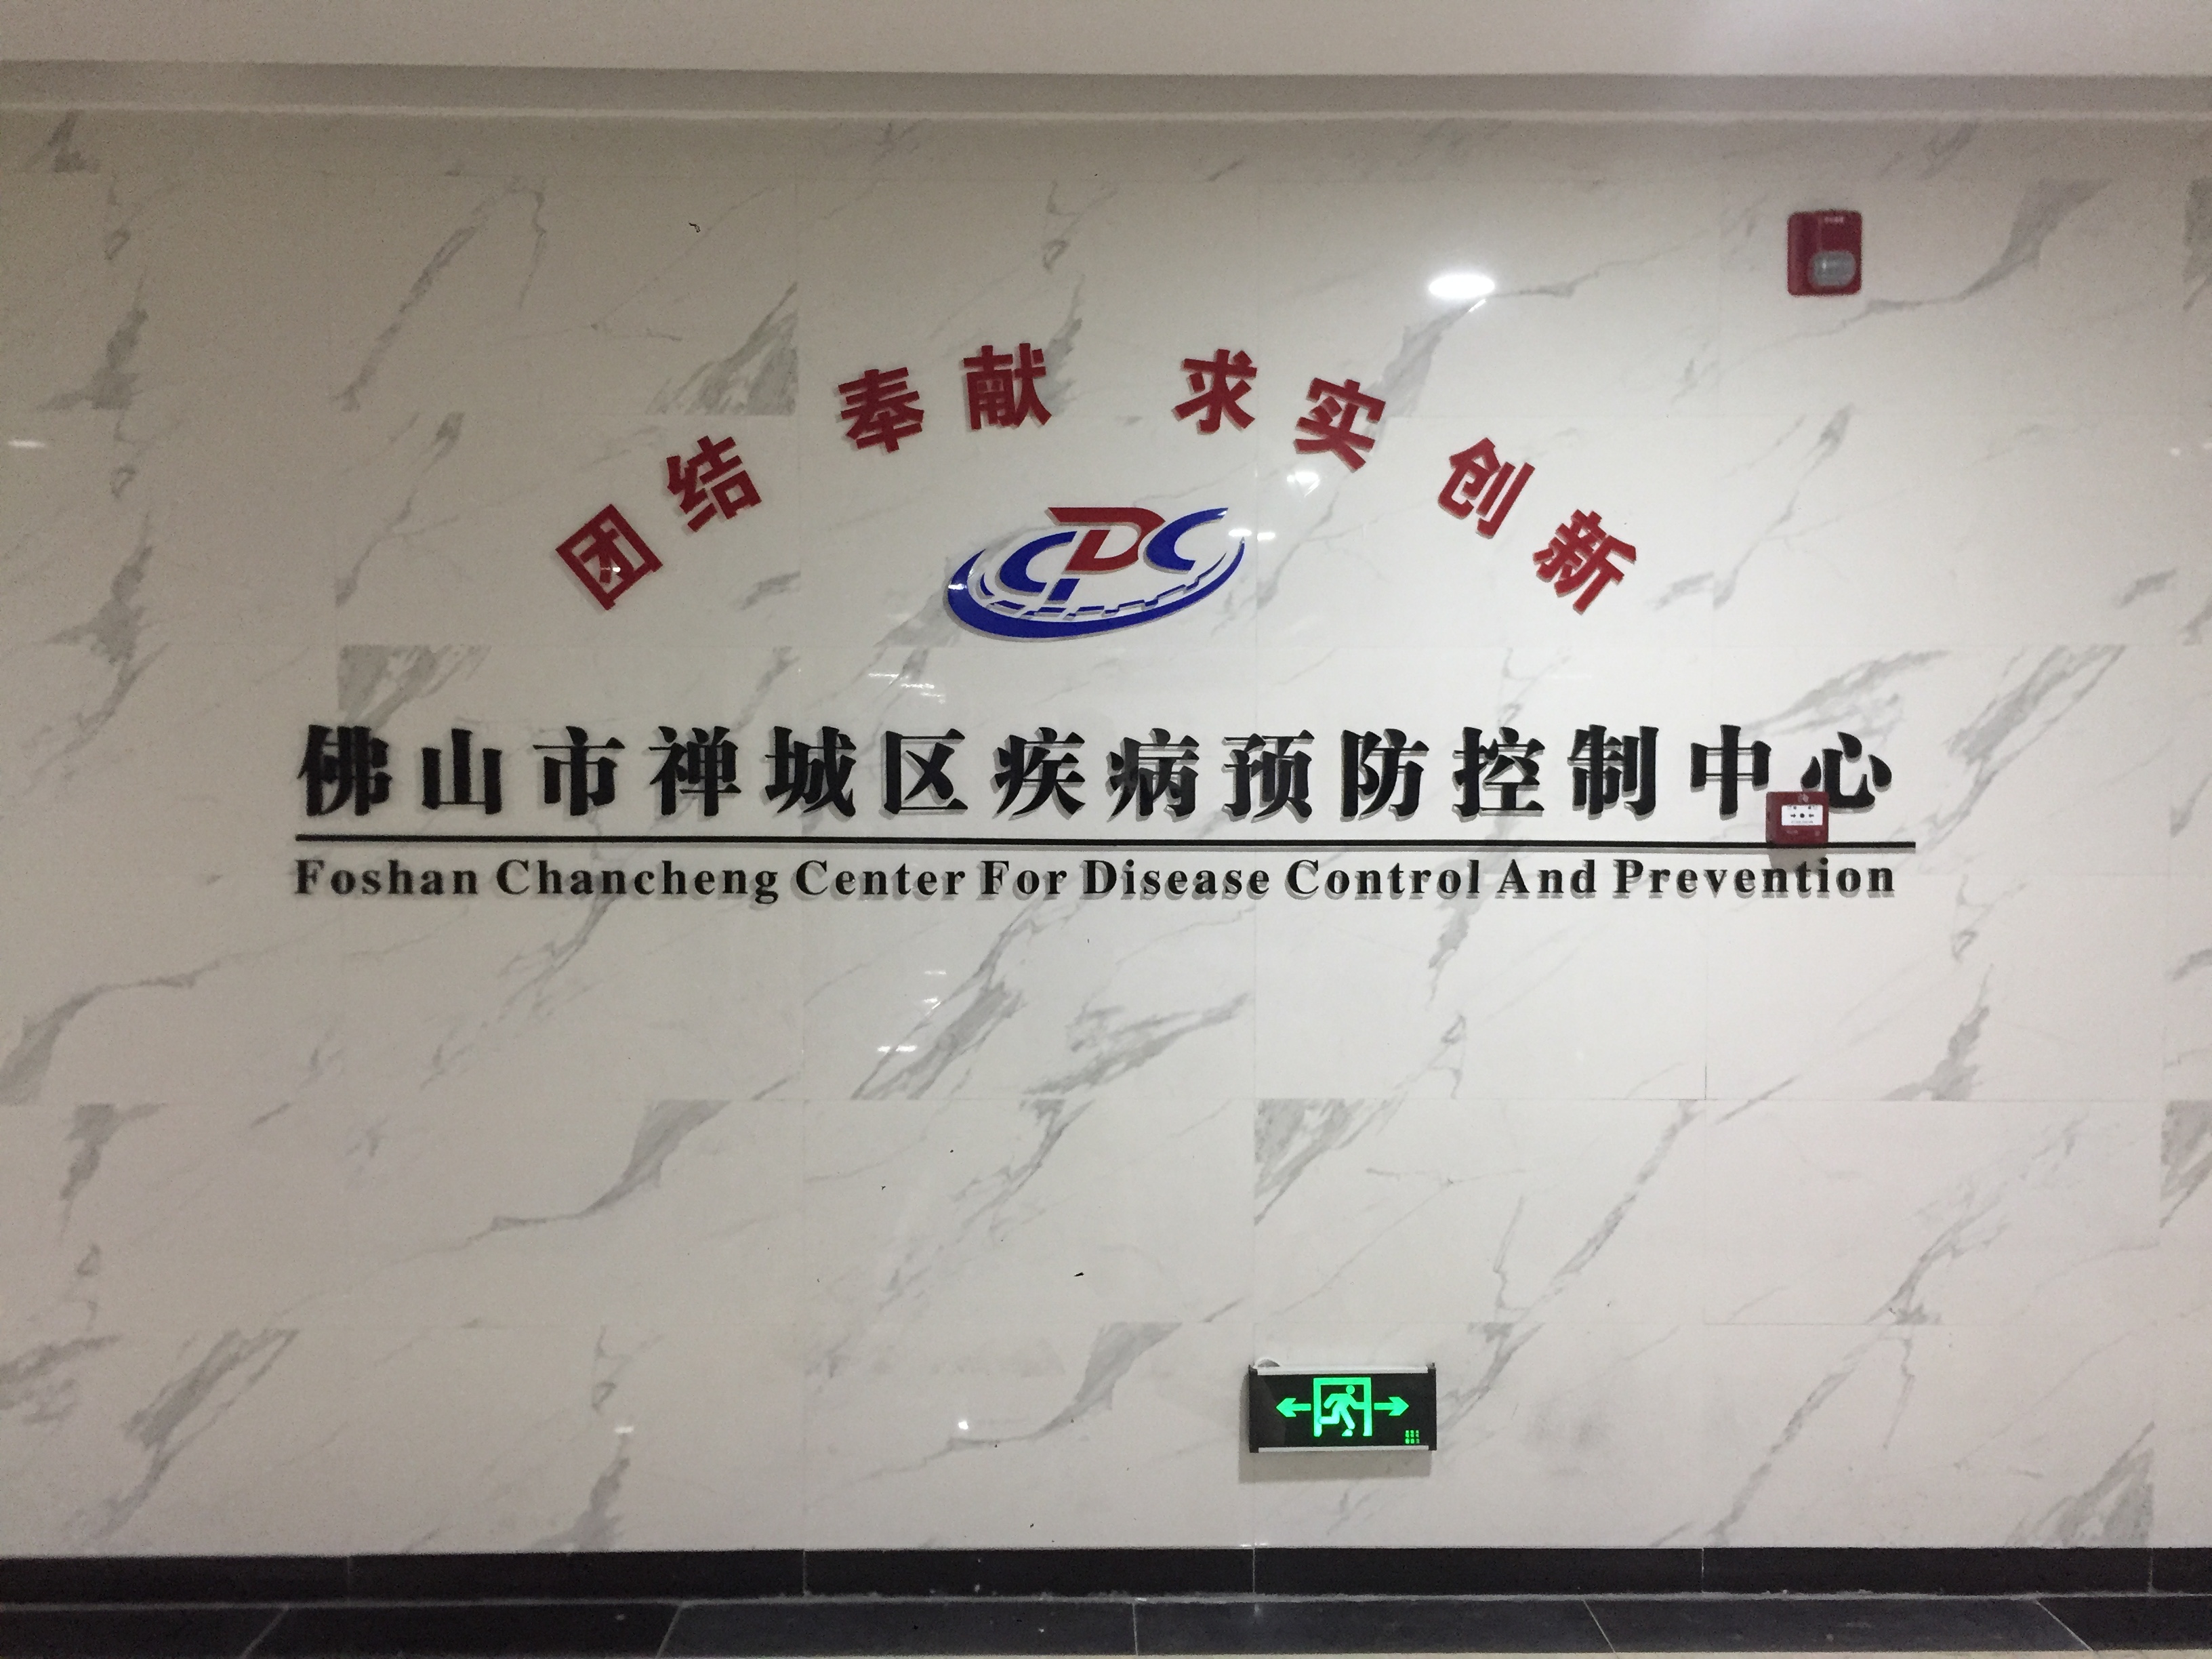 团结 奉献 求实 创新
CDC
佛山市禅城区疾病预防控制中心
Foshan Chancheng Center For Disease Control And Prevention